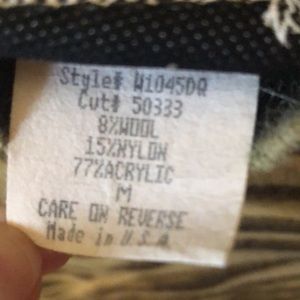 Style# W1045DQ
Cut# 50333
8%WOOL
15%NYLON
77%ACRYLIC
M
CARE ON REVERSE
Made in U.S.A.